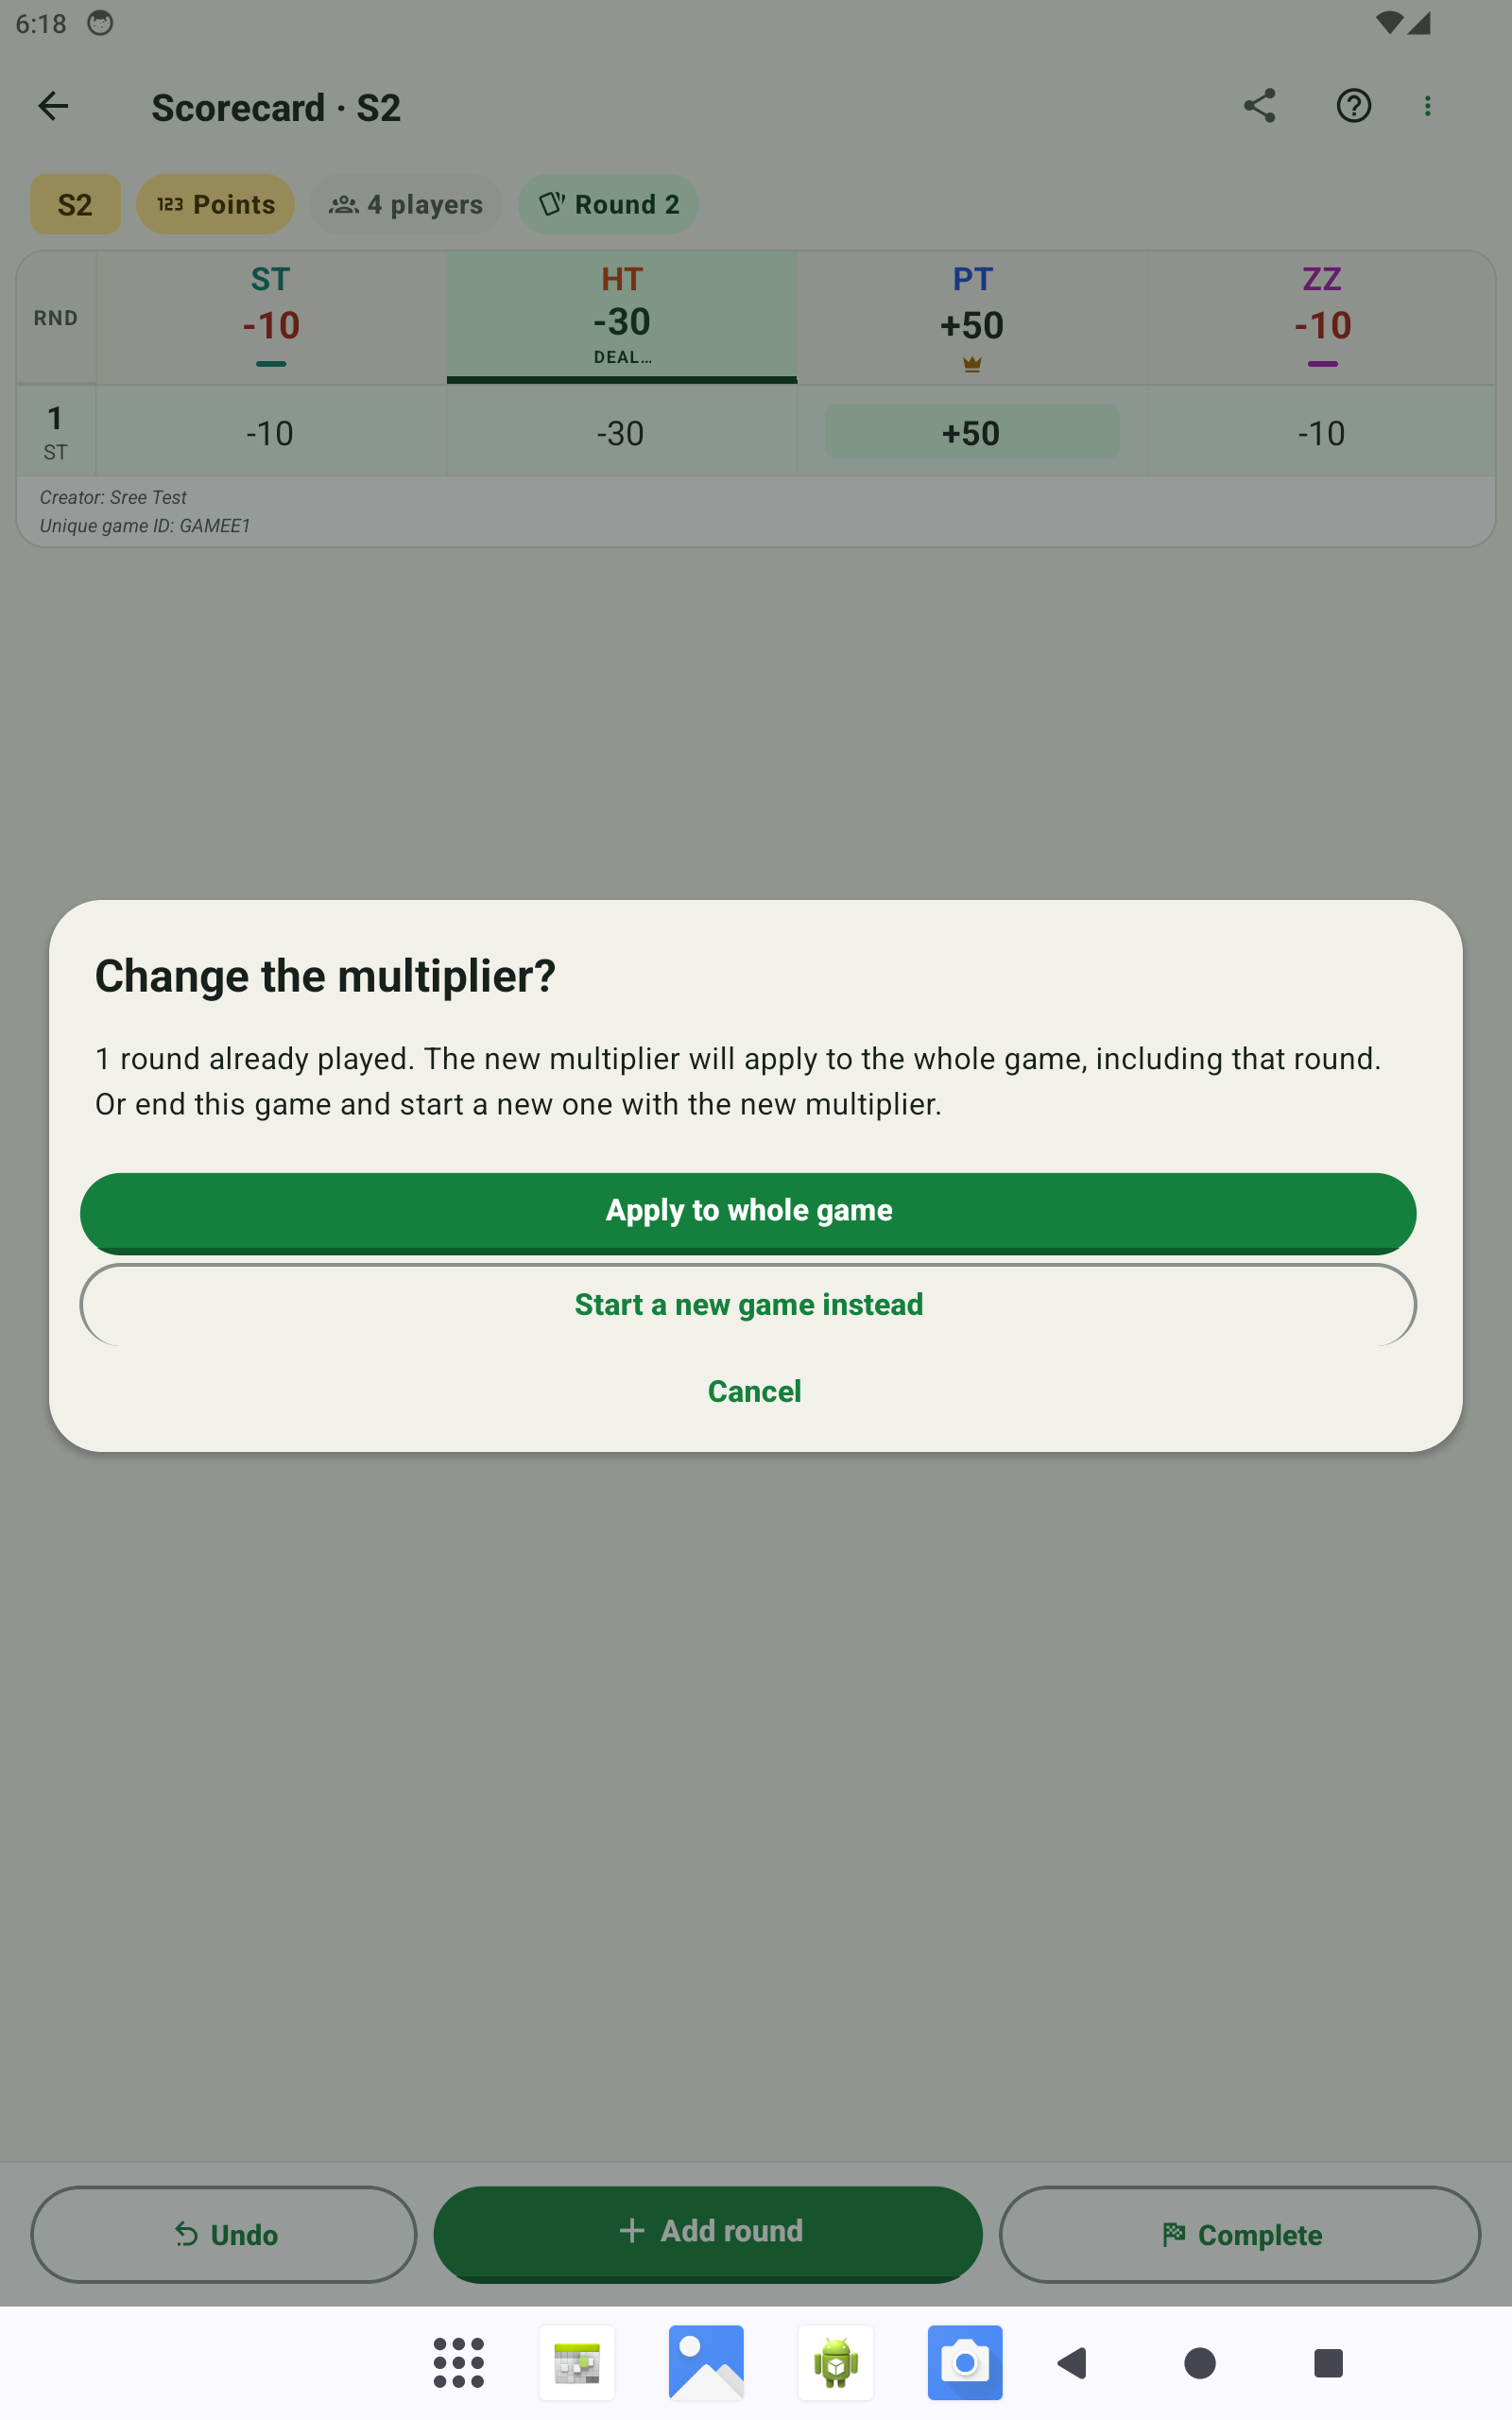 6:18
Scorecard · S2
S2
123 Points
4 players
Round 2
RND
ST
-10
HT
-30
DEAL…
PT
+50
ZZ
-10
1
ST
-10
-30
+50
-10
Creator: Sree Test
Unique game ID: GAMEE1
Change the multiplier?
1 round already played. The new multiplier will apply to the whole game, including that round.
Or end this game and start a new one with the new multiplier.
Apply to whole game
Start a new game instead
Cancel
Undo
+ Add round
Complete